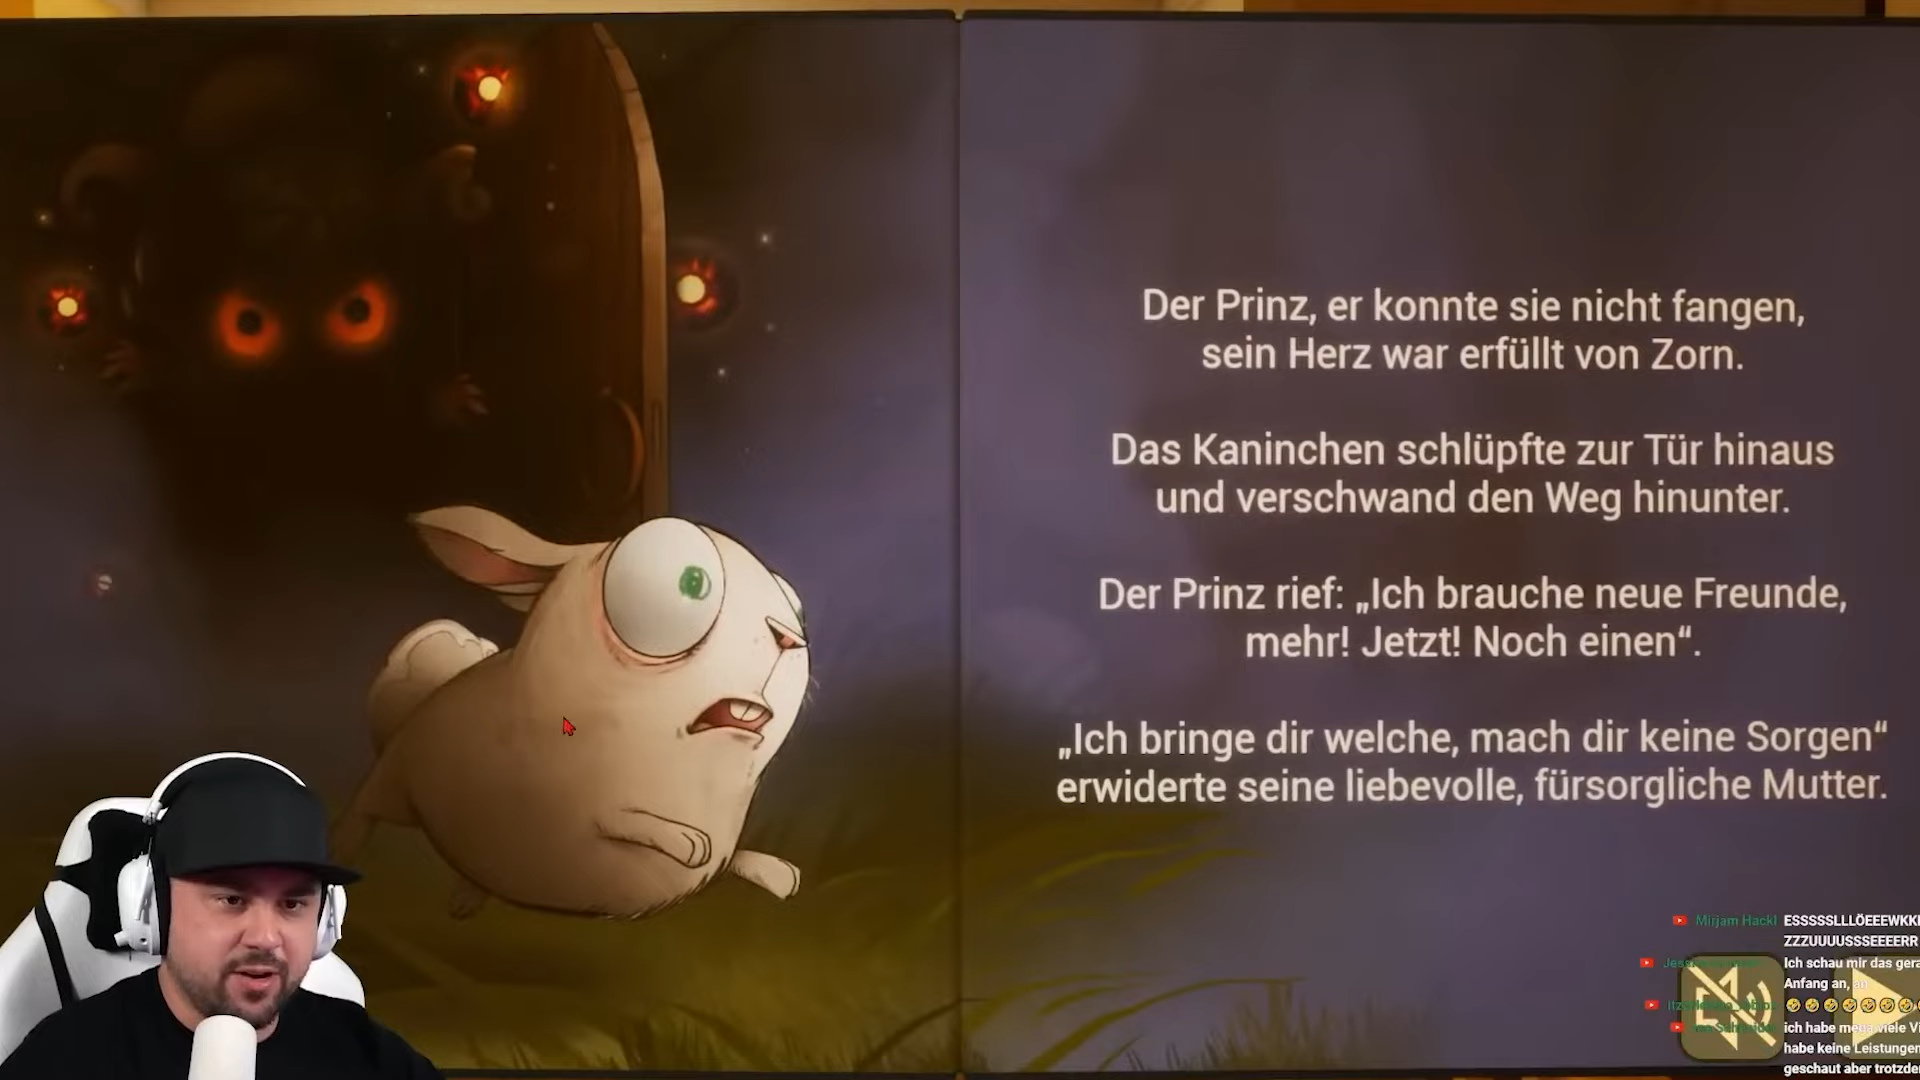 Der Prinz, er konnte sie nicht fangen,
sein Herz war erfüllt von Zorn.
Das Kaninchen schlüpfte zur Tür hinaus
und verschwand den Weg hinunter.
Der Prinz rief: „Ich brauche neue Freunde,
mehr! Jetzt! Noch einen“.
„Ich bringe dir welche, mach dir keine Sorgen“
erwiderte seine liebevolle, fürsorgliche Mutter.
Mirjam Hackl ESSSSSLLLÖEEEWKK
ZZZUUUUSSSEEEERR
Ich schau mir das
Anfang an,
ich habe
habe keine Leistungen
geschaut aber